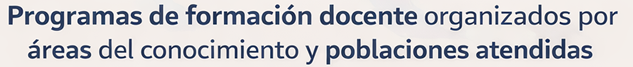 Programas de formación docente organizados por
áreas del conocimiento y poblaciones atendidas